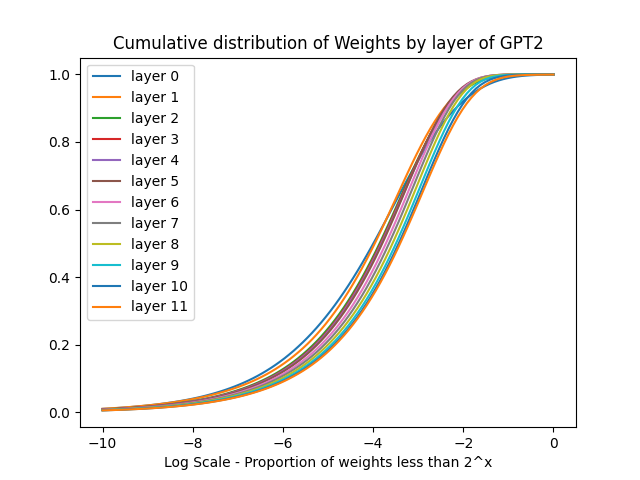 Cumulative distribution of Weights by layer of GPT2
1.0
0.8
0.6
0.4
0.2
0.0
layer 0
layer 1
layer 2
layer 3
layer 4
layer 5
layer 6
layer 7
layer 8
layer 9
layer 10
layer 11
−10
−8
−6
−4
−2
0
Log Scale - Proportion of weights less than 2^x